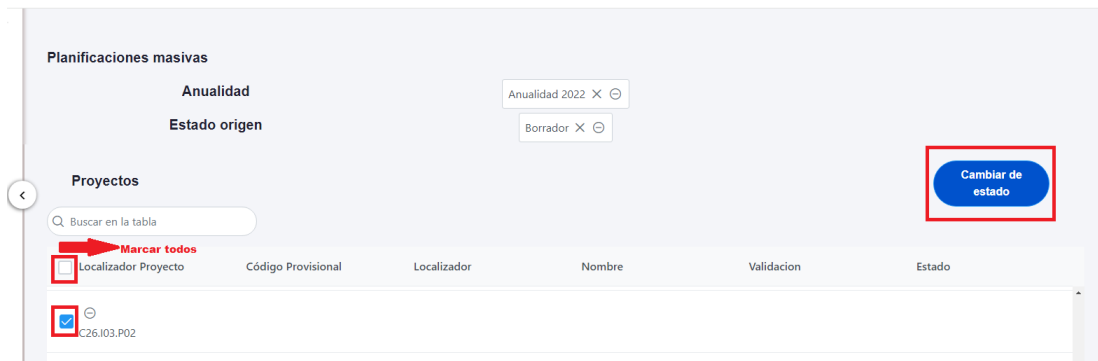 Planificaciones masivas
Anualidad
Anualidad 2022
Estado origen
Borrador
Proyectos
Cambiar de
estado
Buscar en la tabla
Marcar todos
Localizador Proyecto Código Provisional Localizador Nombre Validacion Estado
C26.I03.P02